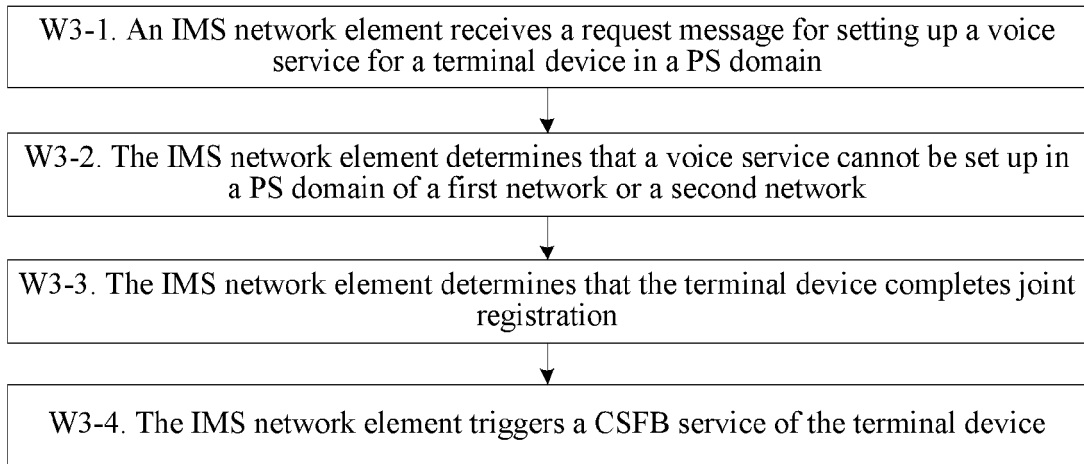 W3-1. An IMS network element receives a request message for setting up a voice
service for a terminal device in a PS domain
W3-2. The IMS network element determines that a voice service cannot be set up in
a PS domain of a first network or a second network
W3-3. The IMS network element determines that the terminal device completes joint
registration
W3-4. The IMS network element triggers a CSFB service of the terminal device